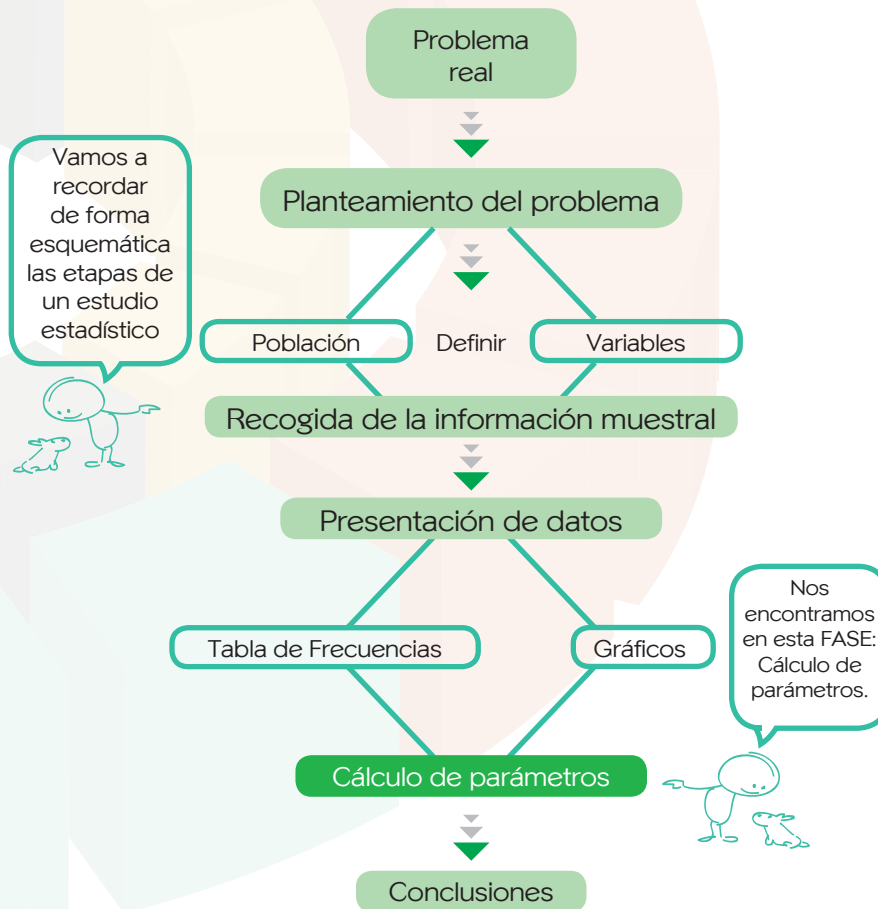 Problema
real
Vamos a
recordar
de forma
esquemática
las etapas de
un estudio
estadístico
Planteamiento del problema
Población
Definir
Variables
Recogida de la información muestral
Presentación de datos
Tabla de Frecuencias
Gráficos
Nos
encontramos
en esta FASE:
Cálculo de
parámetros.
Cálculo de parámetros
Conclusiones